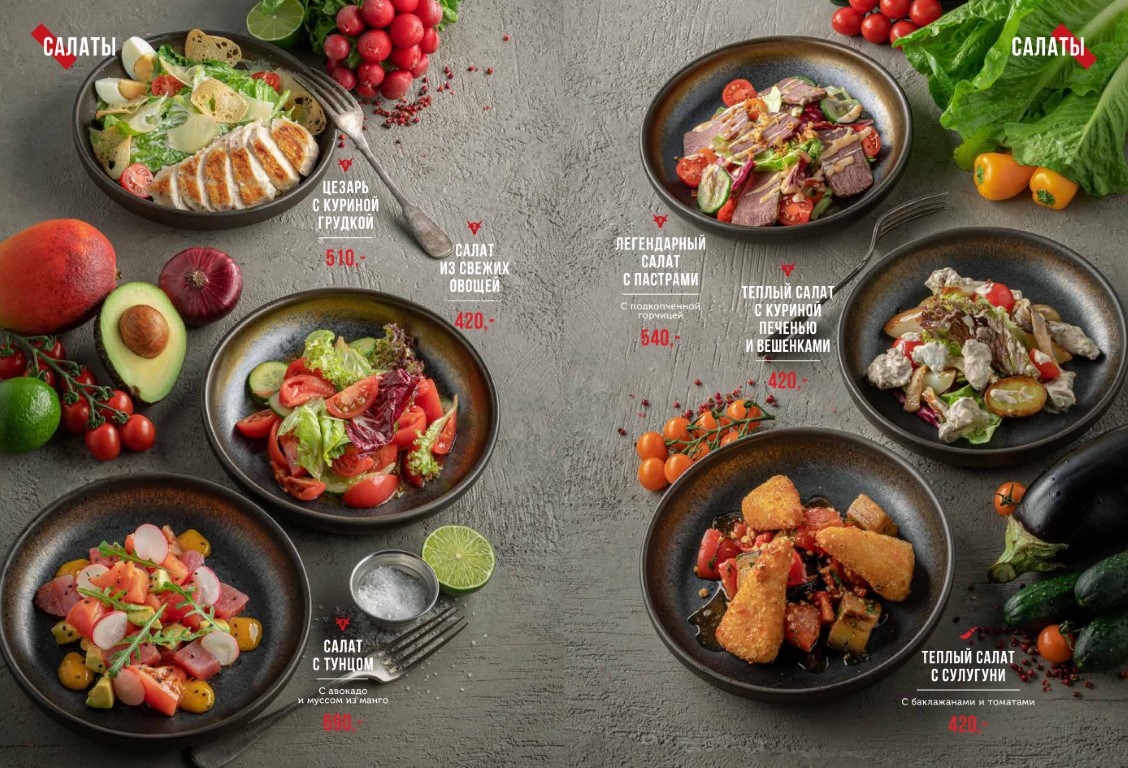 САЛАТЫ
ЦЕЗАРЬ
С КУРИНОЙ
ГРУДКОЙ
510,-
САЛАТ
ИЗ СВЕЖИХ
ОВОЩЕЙ
420,-
САЛАТ
С ТУНЦОМ
С авокадо
и муссом из манго
САЛАТЫ
ЛЕГЕНДАРНЫЙ
САЛАТ
С ПАСТРАМИ
С подкопченной
горчицей
540,-
ТЕПЛЫЙ САЛАТ
С КУРИНОЙ
ПЕЧЕНЬЮ
И ВЕШЕНКАМИ
420,-
ТЕПЛЫЙ САЛАТ
С СУЛУГУНИ
С баклажанами и томатами
420,-